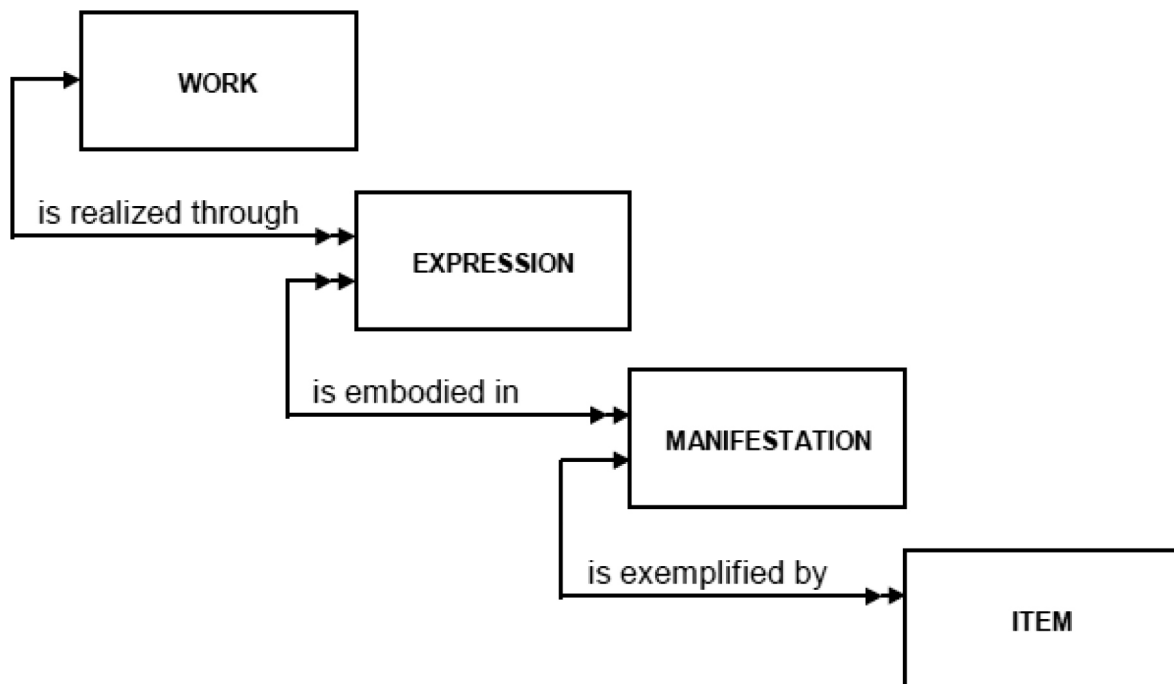 WORK
is realized through
EXPRESSION
is embodied in
MANIFESTATION
is exemplified by
ITEM